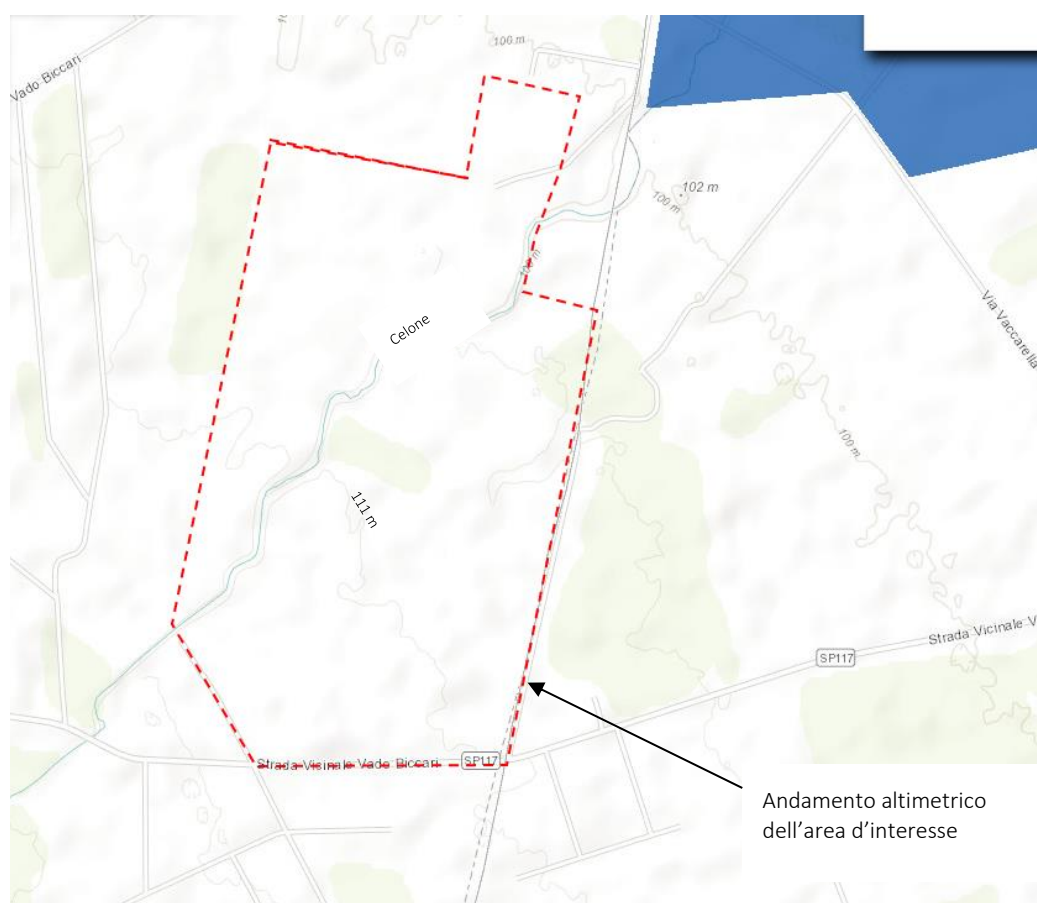 100 m
Vado Biccari
102 m
100 m
100 m
Via Vaccarella
Celone
100 m
111 m
Strada Vicinale V
SP117
Strada Vicinale Vado Biccari
SP117
Andamento altimetrico
dell’area d’interesse